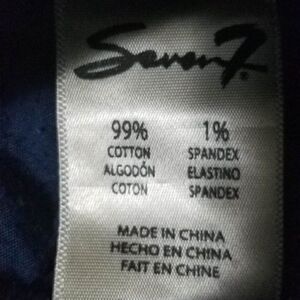 Seven7®
99% 1%
COTTON SPANDEX
ALGODÓN ELASTINO
COTON SPANDEX
MADE IN CHINA
HECHO EN CHINA
FAIT EN CHINE